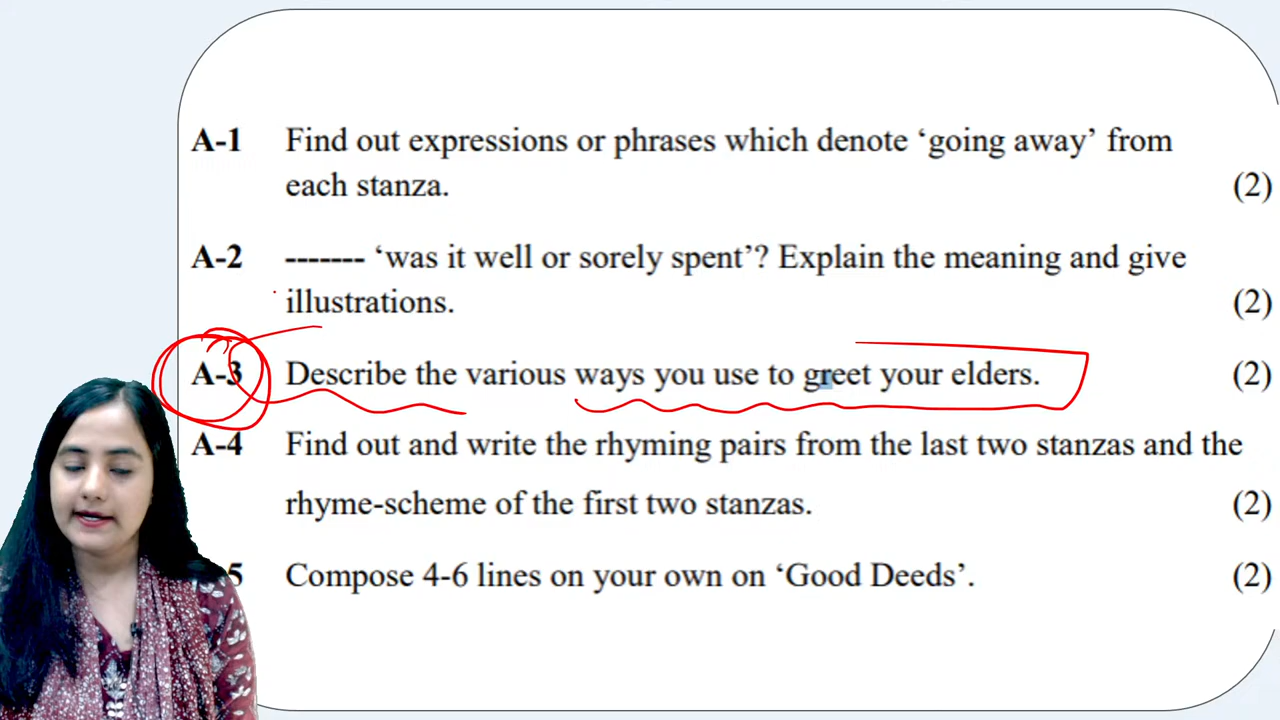 A-1 Find out expressions or phrases which denote ‘going away’ from
each stanza. (2)
A-2 ------- ‘was it well or sorely spent’? Explain the meaning and give
illustrations. (2)
A-3 Describe the various ways you use to greet your elders. (2)
A-4 Find out and write the rhyming pairs from the last two stanzas and the
rhyme-scheme of the first two stanzas. (2)
5 Compose 4-6 lines on your own on ‘Good Deeds’. (2)